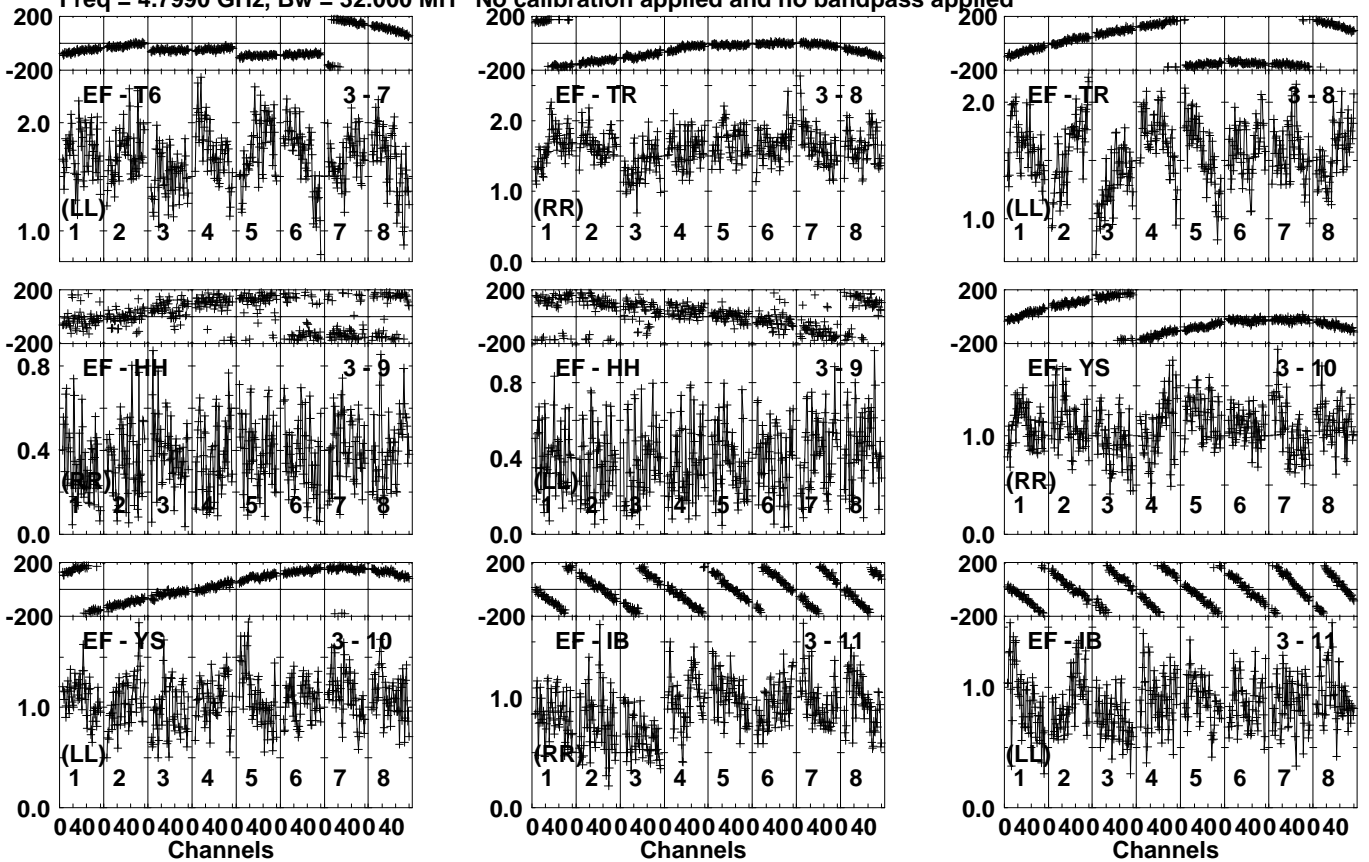 Freq = 4.7990 GHz, Bw = 32.000 MH No calibration applied and no bandpass applied
200
-200
EF - T6 3 - 7
2.0
1.0
(LL)
1 2 3 4 5 6 7 8
200
-200
EF - TR 3 - 8
2.0
1.0
0.0
(RR)
1 2 3 4 5 6 7 8
200
-200
EF - TR 3 - 8
2.0
1.0
(LL)
1 2 3 4 5 6 7 8
200
-200
EF - HH 3 - 9
0.8
0.4
0.0
(RR)
1 2 3 4 5 6 7 8
200
-200
EF - HH 3 - 9
0.8
0.4
0.0
(LL)
1 2 3 4 5 6 7 8
200
-200
EF - YS 3 - 10
1.0
0.0
(RR)
1 2 3 4 5 6 7 8
200
-200
EF - YS 3 - 10
1.0
0.0
(LL)
1 2 3 4 5 6 7 8
0 40 0 40 0 40 0 40 0 40 0 40 0 40 0 40
Channels
200
-200
EF - IB 3 - 11
1.0
0.0
(RR)
1 2 3 4 5 6 7 8
0 40 0 40 0 40 0 40 0 40 0 40 0 40 0 40
Channels
200
-200
EF - IB 3 - 11
1.0
0.0
(LL)
1 2 3 4 5 6 7 8
0 40 0 40 0 40 0 40 0 40 0 40 0 40 0 40
Channels